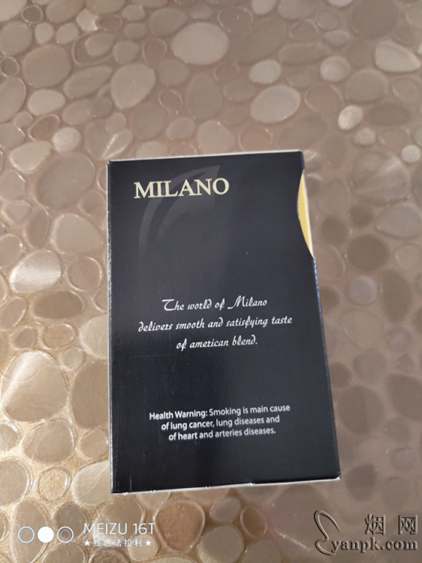 MILANO
The world of Milano
delivers smooth and satisfying taste
of american blend.
Health Warning: Smoking is main cause
of lung cancer, lung diseases and
of heart and arteries diseases.
MEIZU 16T
烟 网
yanpk.com